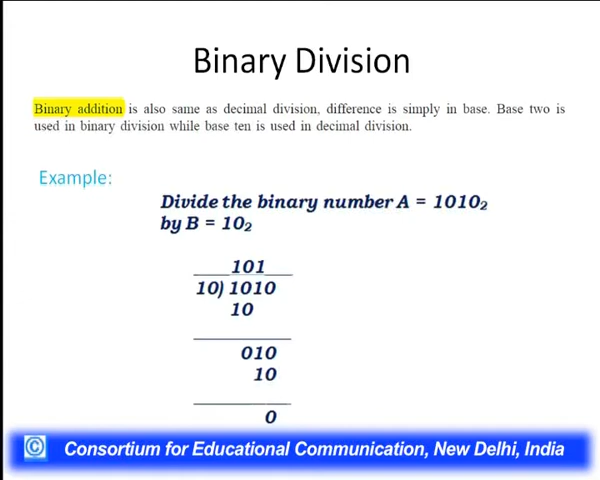 Binary Division
Binary addition is also same as decimal division, difference is simply in base. Base two is
used in binary division while base ten is used in decimal division.
Example:
Divide the binary number A = 1010₂
by B = 10₂
101
10) 1010
10
010
10
0
© Consortium for Educational Communication, New Delhi, India